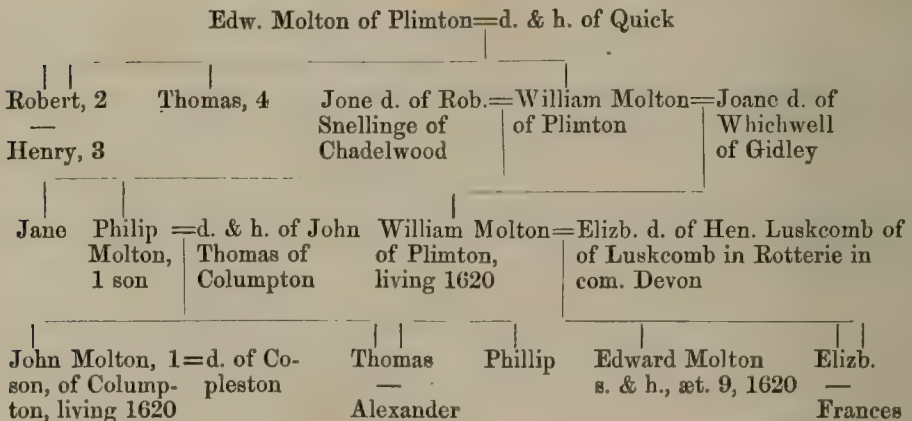 Edw. Molton of Plimton=d. & h. of Quick
Robert, 2
—
Henry, 3
Thomas, 4
Jone d. of Rob.=William Molton=Joane d. of
Snellinge of
Chadelwood
of Plimton
Whichwell
of Gidley
Jane
Philip =d. & h. of John
Molton,
1 son
Thomas of
Columpton
William Molton=Elizb. d. of Hen. Luskcomb of
of Plimton,
living 1620
of Luskcomb in Rotterie in
com. Devon
John Molton, 1=d. of Co-
son, of Columpton, living 1620
pleston
Thomas
—
Alexander
Phillip
Edward Molton
s. & h., æt. 9, 1620
Elizb.
—
Frances